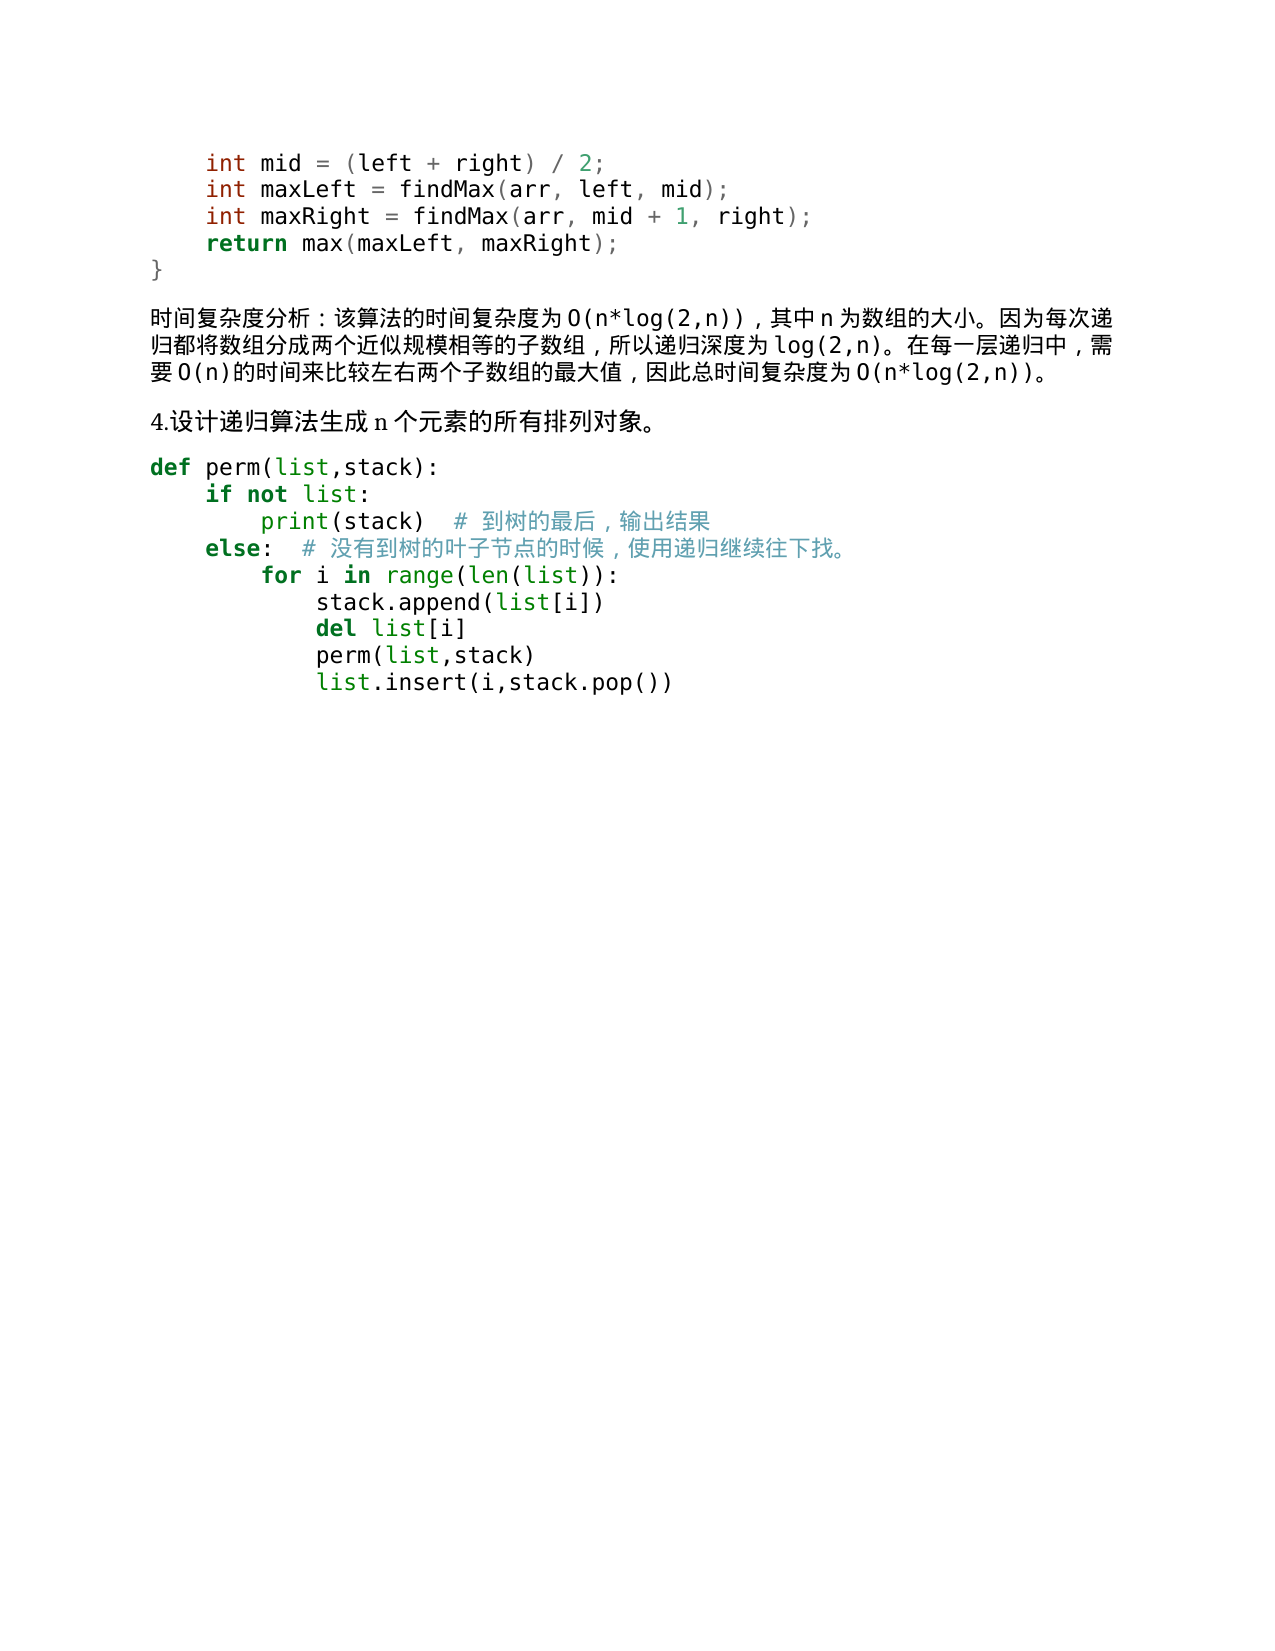 int mid = (left + right) / 2;
int maxLeft = findMax(arr, left, mid);
int maxRight = findMax(arr, mid + 1, right);
return max(maxLeft, maxRight);
}
时间复杂度分析：该算法的时间复杂度为 O(n*log(2,n))，其中 n 为数组的大小。因为每次递
归都将数组分成两个近似规模相等的子数组，所以递归深度为 log(2,n)。在每一层递归中，需
要 O(n)的时间来比较左右两个子数组的最大值，因此总时间复杂度为 O(n*log(2,n))。
4.设计递归算法生成 n 个元素的所有排列对象。
def perm(list,stack):
if not list:
print(stack)  # 到树的最后，输出结果
else:  # 没有到树的叶子节点的时候，使用递归继续往下找。
for i in range(len(list)):
stack.append(list[i])
del list[i]
perm(list,stack)
list.insert(i,stack.pop())